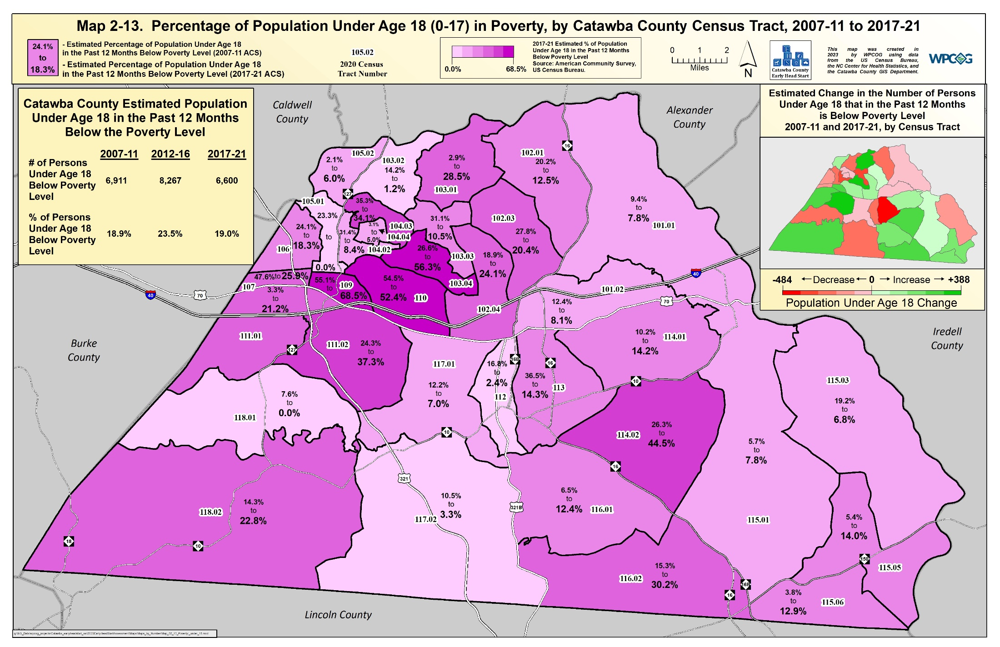 Map 2-13.  Percentage of Population Under Age 18 (0-17) in Poverty, by Catawba County Census Tract, 2007-11 to 2017-21
24.1%
to
18.3%
- Estimated Percentage of Population Under Age 18
in the Past 12 Months Below Poverty Level (2007-11 ACS)
- Estimated Percentage of Population Under Age 18
in the Past 12 Months Below Poverty Level (2017-21 ACS)
105.02
2020 Census
Tract Number
0.0%
68.5%
2017-21 Estimated % of Population
Under Age 18 in the Past 12 Months
Below Poverty Level
Source: American Community Survey,
US Census Bureau.
0 1 2
Miles
N
E
H S
Catawba County
Early Head Start
This map was created in
2023 by WPCOG using data
from the US Census Bureau,
the NC Center for Health Statistics, and
the Catawba County GIS Department.
WPCOG
Catawba County Estimated Population
Under Age 18 in the Past 12 Months
Below the Poverty Level
2007-11 2012-16 2017-21
# of Persons
Under Age 18
Below Poverty
Level
6,911 8,267 6,600
% of Persons
Under Age 18
Below Poverty
Level
18.9% 23.5% 19.0%
Estimated Change in the Number of Persons
Under Age 18 that in the Past 12 Months
is Below Poverty Level
2007-11 and 2017-21, by Census Tract
-484 Decrease 0 Increase +388
Population Under Age 18 Change
Caldwell
County
Alexander
County
Iredell
County
Burke
County
Lincoln County
105.02
2.1%
to
6.0%
103.02
14.2%
to
1.2%
2.9%
to
28.5%
103.01
102.01
20.2%
to
12.5%
16
9.4%
to
7.8%
101.01
127
105.01
23.3%
to
0.0%
35.3%
to
34.1%
104.03
3.1%
to
5.0%
104.04
31.4%
to
8.4%
104.02
24.1%
to
18.3%
106
31.1%
to
10.5%
103.03
102.03
27.8%
to
20.4%
26.6%
to
56.3%
103.04
18.9%
to
24.1%
102.04
47.6%to 25.9%
107
3.3%
to
21.2%
55.1%
to
68.5%
109
54.5%
to
52.4%
110
40
70
40
101.02
12.4%
to
8.1%
70
111.01
127
111.02
24.3%
to
37.3%
117.01
12.2%
to
7.0%
16.8%
to
2.4%
112
16B
16
36.5%
to
14.3%
113
10.2%
to
14.2%
114.01
10
115.03
19.2%
to
6.8%
7.6%
to
0.0%
118.01
10
114.02
26.3%
to
44.5%
5.7%
to
7.8%
115.01
16
321
118.02
14.3%
to
22.8%
18
10
10.5%
to
3.3%
117.02
321B
6.5%
to
12.4%
116.01
5.4%
to
14.0%
150
115.05
116.02
15.3%
to
30.2%
16
16B
3.8%
to
12.9%
115.06